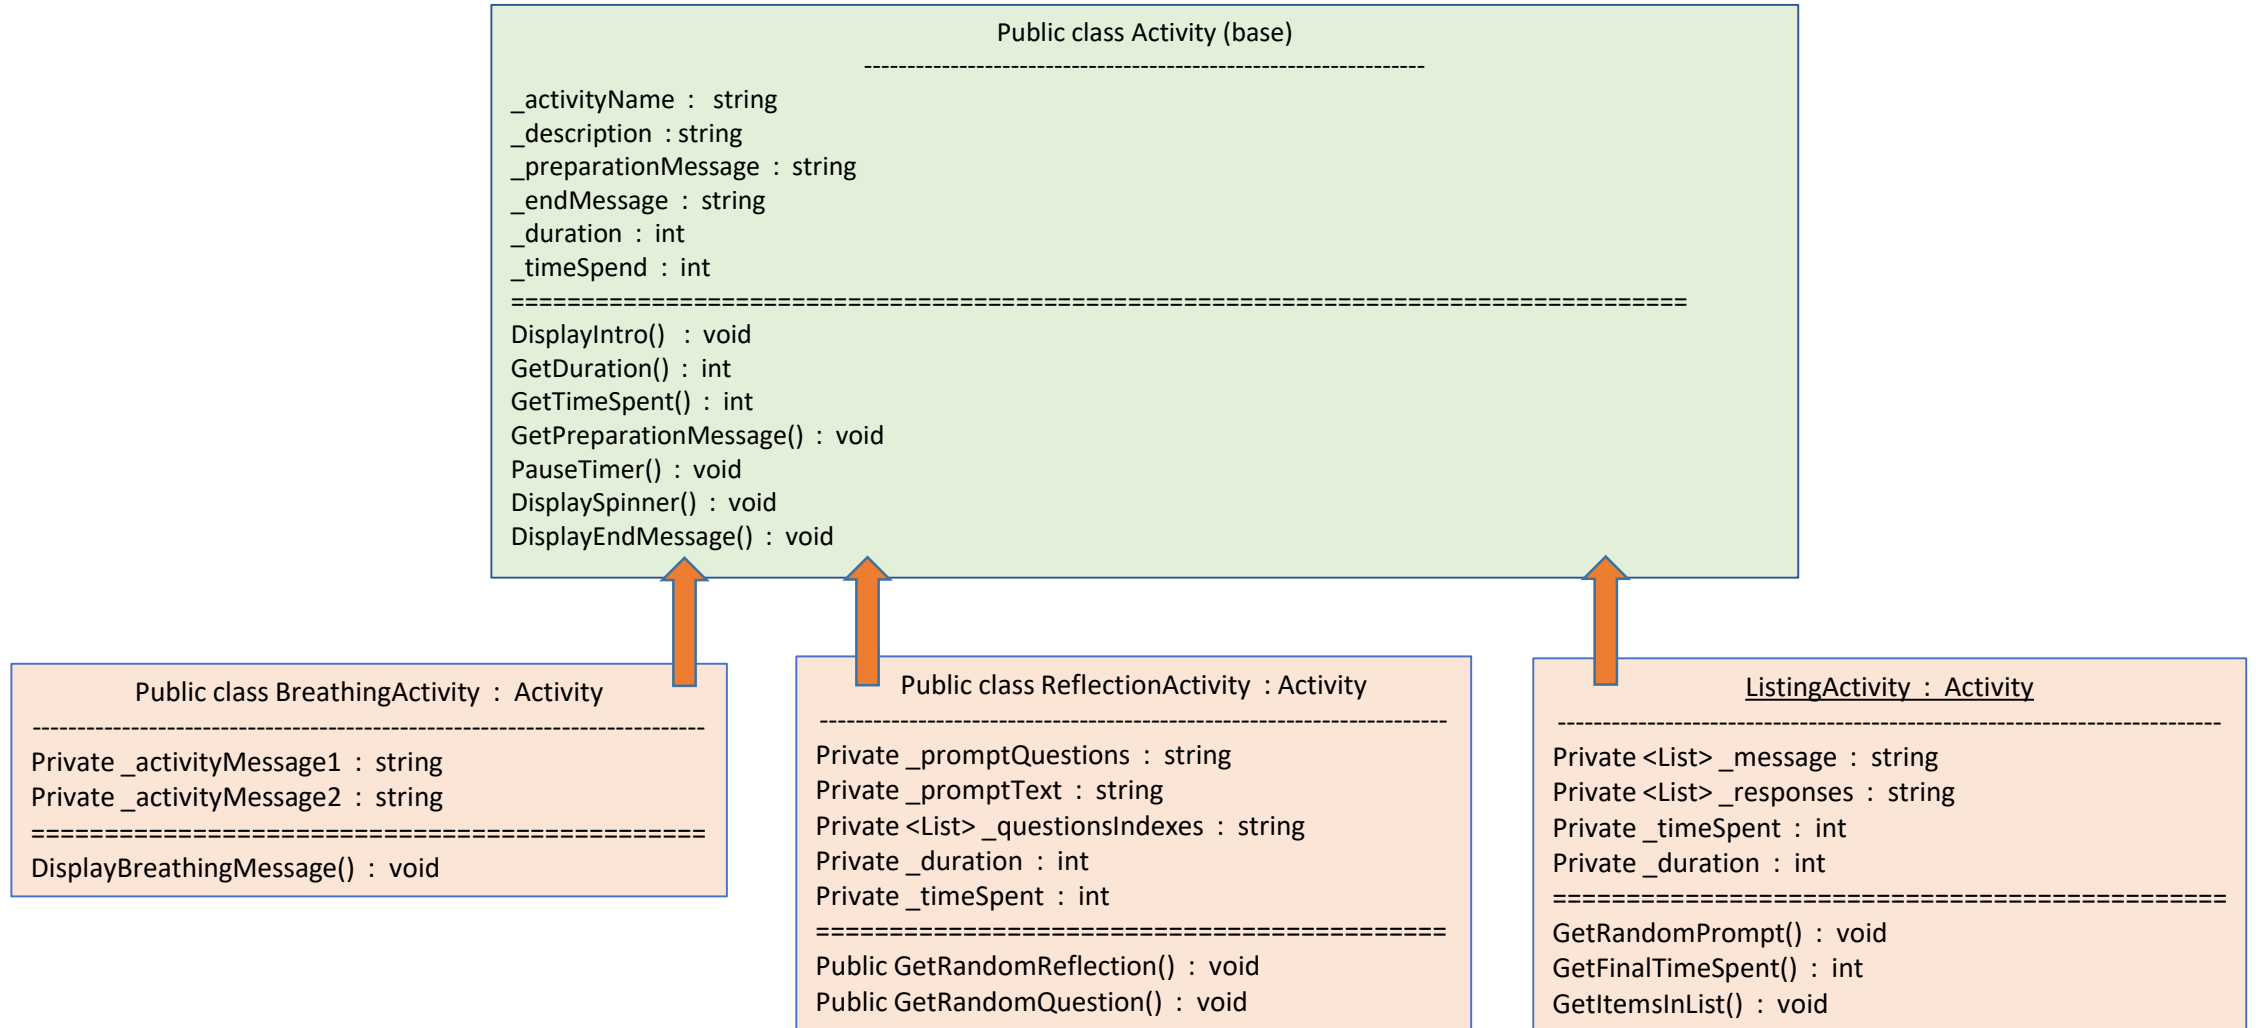 Public class Activity (base)
----------------------------------------------------------------
_activityName : string
_description : string
_preparationMessage : string
_endMessage : string
_duration : int
_timeSpend : int
====================================================================================
DisplayIntro() : void
GetDuration() : int
GetTimeSpent() : int
GetPreparationMessage() : void
PauseTimer() : void
DisplaySpinner() : void
DisplayEndMessage() : void
Public class BreathingActivity : Activity
-----------------------------------------------------------------------------
Private _activityMessage1 : string
Private _activityMessage2 : string
================================================
DisplayBreathingMessage() : void
Public class ReflectionActivity : Activity
------------------------------------------------------------------------
Private _promptQuestions : string
Private _promptText : string
Private <List> _questionsIndexes : string
Private _duration : int
Private _timeSpent : int
=============================================
Public GetRandomReflection() : void
Public GetRandomQuestion() : void
ListingActivity : Activity
----------------------------------------------------------------------------
Private <List> _message : string
Private <List> _responses : string
Private _timeSpent : int
Private _duration : int
================================================
GetRandomPrompt() : void
GetFinalTimeSpent() : int
GetItemsInList() : void